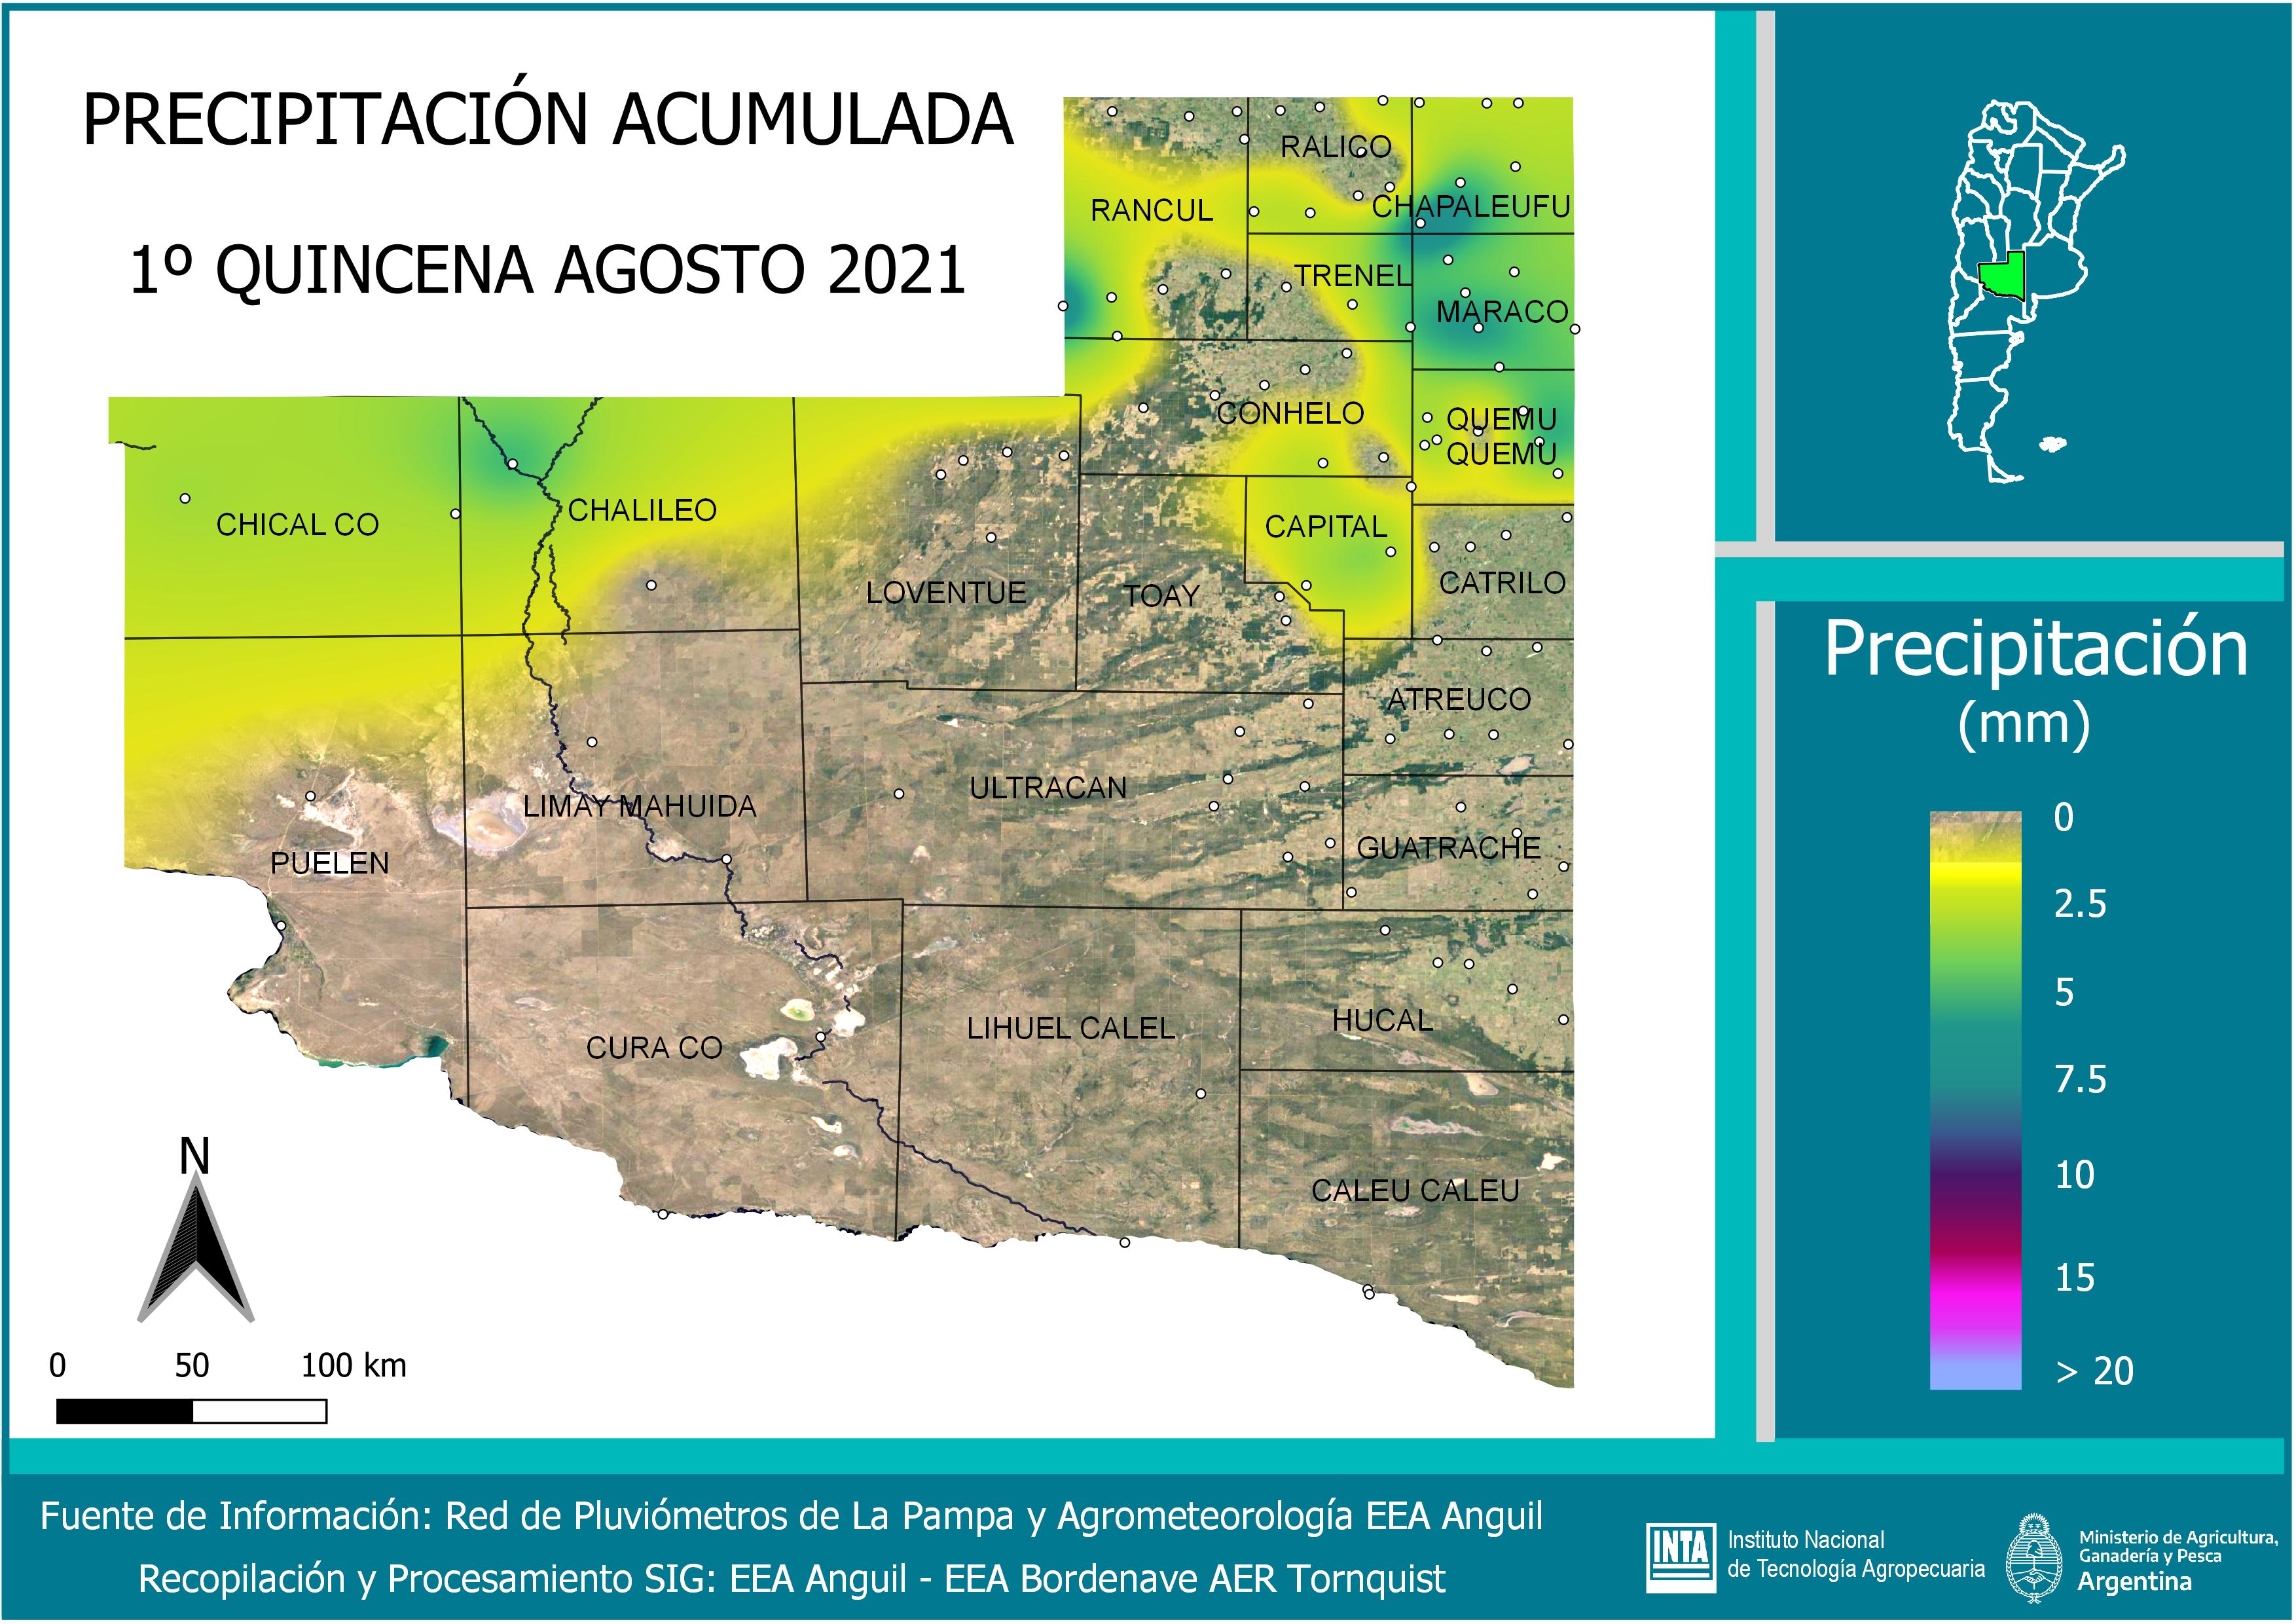 PRECIPITACIÓN ACUMULADA
1º QUINCENA AGOSTO 2021
RALICO
RANCUL
CHAPALEUFU
TRENEL
MARACO
CONHELO
QUEMU
QUEMU
CHICAL CO
CHALILEO
CAPITAL
LOVENTUE
TOAY
CATRILO
ATREUCO
ULTRACAN
LIMAY MAHUIDA
PUELEN
GUATRACHE
CURA CO
LIHUEL CALEL
HUCAL
CALEU CALEU
N
0 50 100 km
Precipitación
(mm)
0
2.5
5
7.5
10
15
> 20
Fuente de Información: Red de Pluviómetros de La Pampa y Agrometeorología EEA Anguil
Recopilación y Procesamiento SIG: EEA Anguil - EEA Bordenave AER Tornquist
INTA
Instituto Nacional
de Tecnología Agropecuaria
Ministerio de Agricultura,
Ganadería y Pesca
Argentina